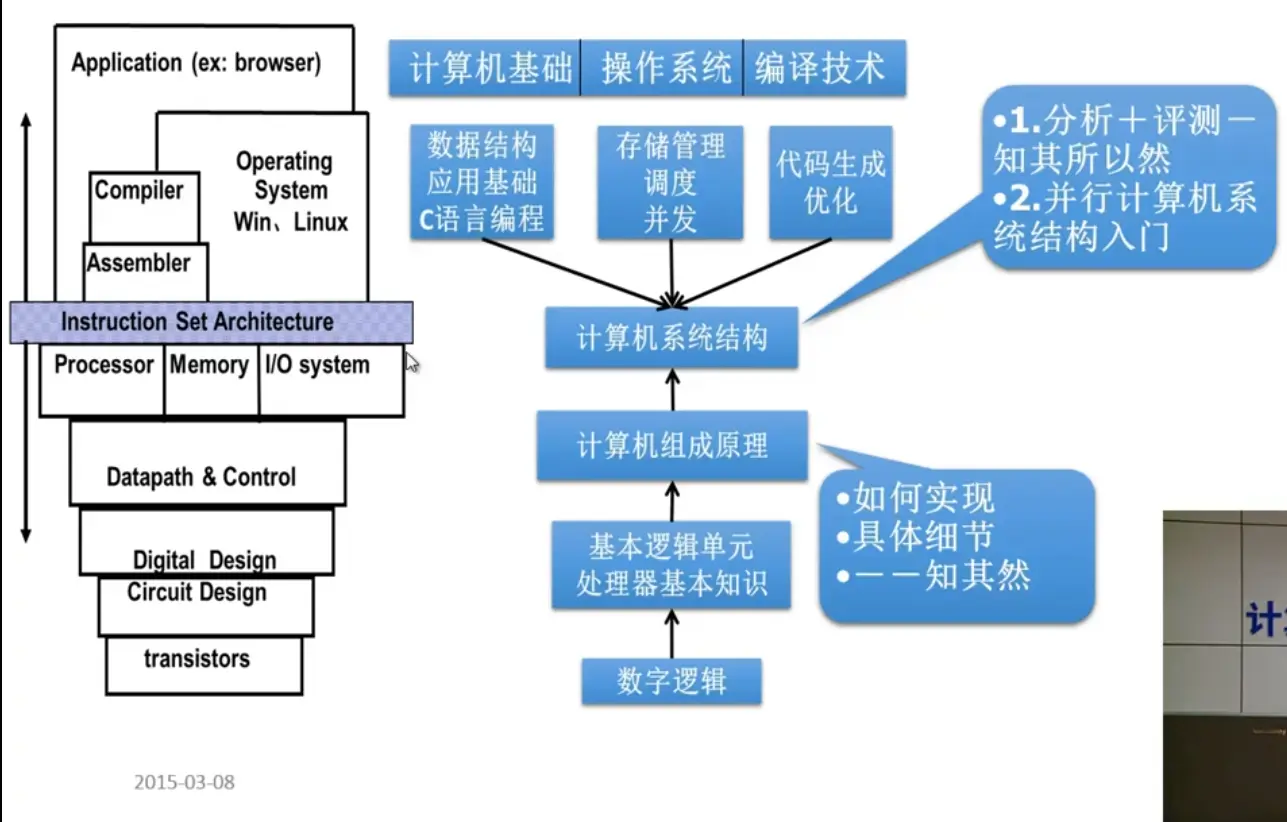 Application (ex: browser)
Operating
System
Win、Linux
Compiler
Assembler
Instruction Set Architecture
Processor
Memory
I/O system
Datapath & Control
Digital Design
Circuit Design
transistors
2015-03-08
计算机基础
操作系统
编译技术
数据结构
应用基础
C语言编程
存储管理
调度
并发
代码生成
优化
•1.分析＋评测－
知其所以然
•2.并行计算机系
统结构入门
计算机系统结构
计算机组成原理
•如何实现
•具体细节
•－－知其然
基本逻辑单元
处理器基本知识
数字逻辑
计